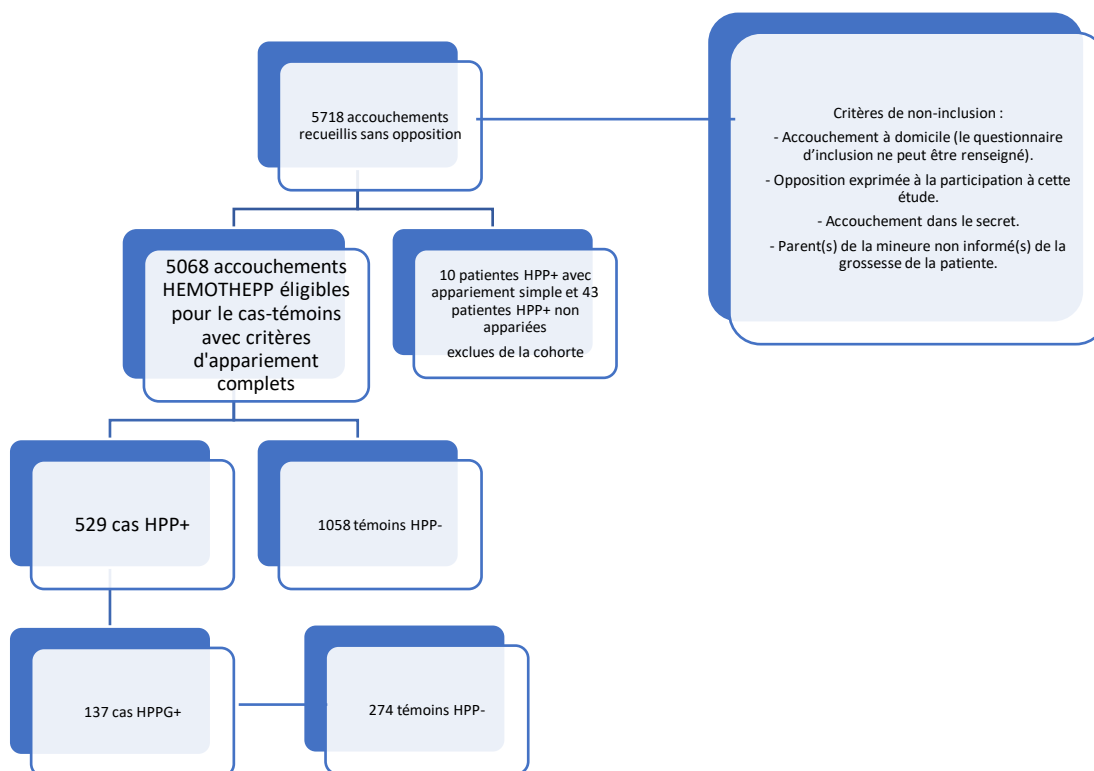 5718 accouchements
recueillis sans opposition
Critères de non-inclusion :
- Accouchement à domicile (le questionnaire
d'inclusion ne peut être renseigné).
- Opposition exprimée à la participation à cette
étude.
- Accouchement dans le secret.
- Parent(s) de la mineure non informé(s) de la
grossesse de la patiente.
5068 accouchements
HEMOTHEPP éligibles
pour le cas-témoins
avec critères
d'appariement
complets
10 patientes HPP+ avec
appariement simple et 43
patientes HPP+ non
appariées
exclues de la cohorte
529 cas HPP+
1058 témoins HPP-
137 cas HPPG+
274 témoins HPP-